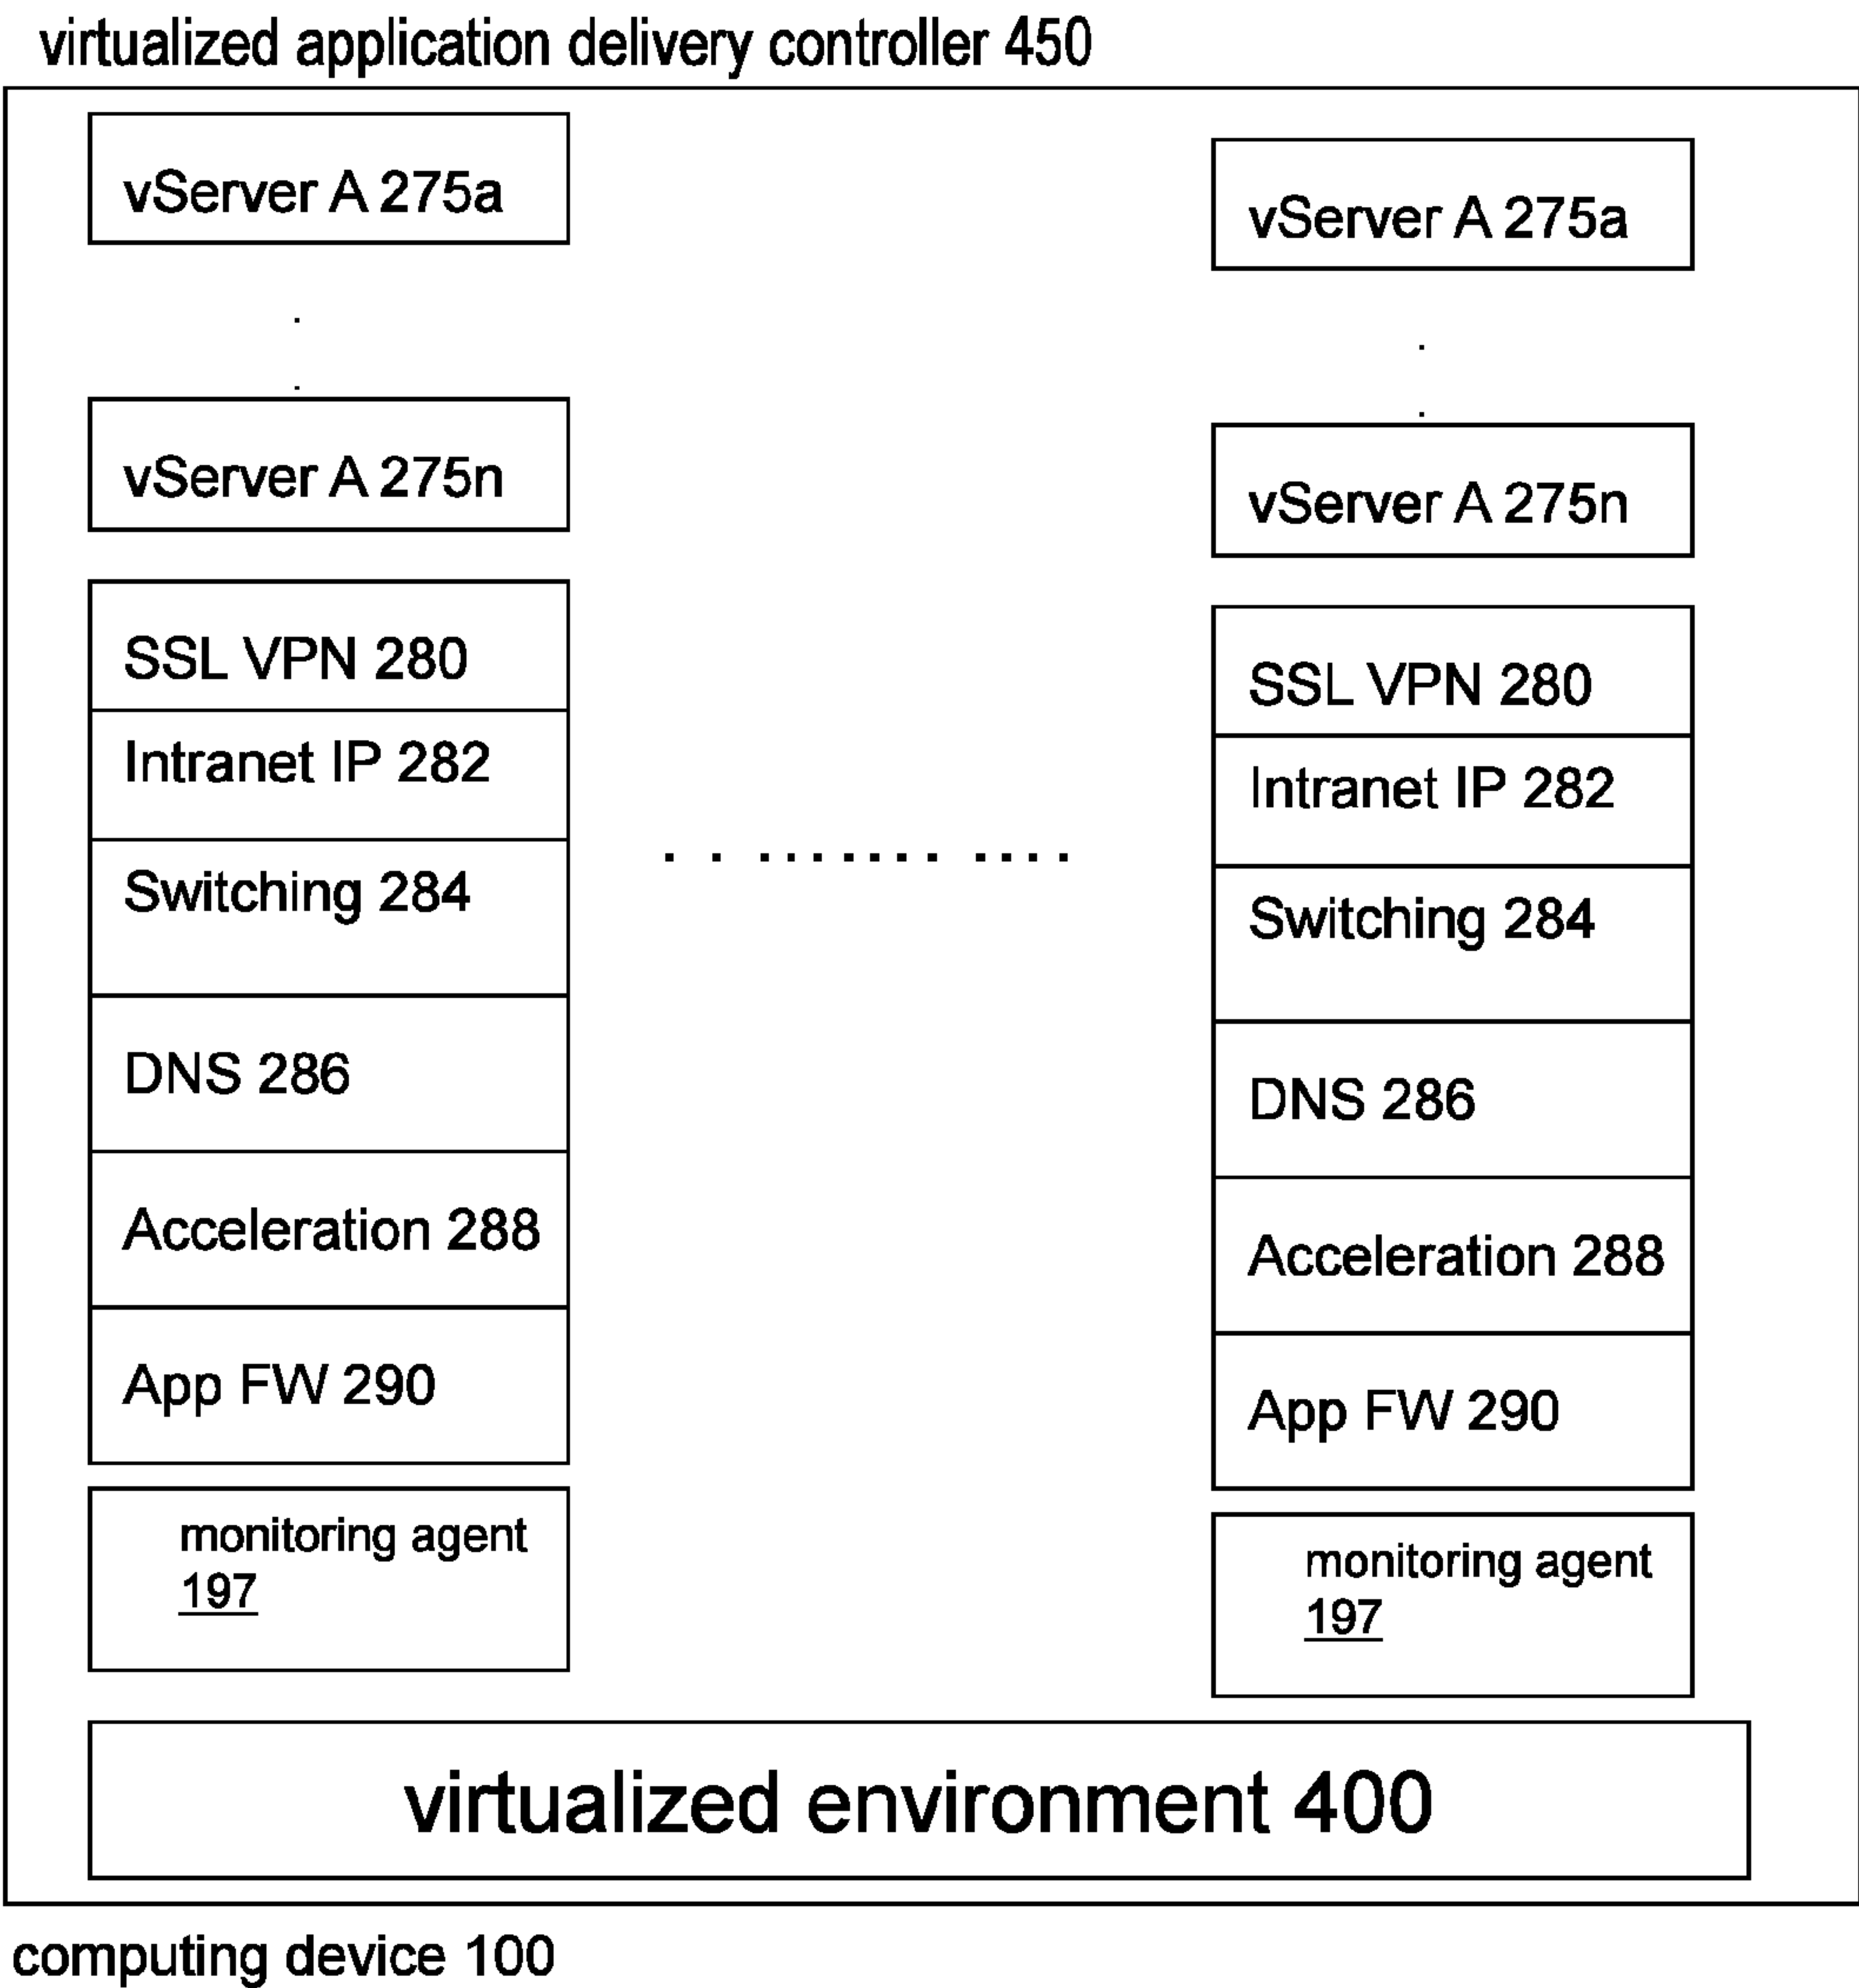 virtualized application delivery controller 450
vServer A 275a
vServer A 275n
SSL VPN 280
Intranet IP 282
Switching 284
DNS 286
Acceleration 288
App FW 290
monitoring agent
197
vServer A 275a
vServer A 275n
SSL VPN 280
Intranet IP 282
Switching 284
DNS 286
Acceleration 288
App FW 290
monitoring agent
197
virtualized environment 400
computing device 100